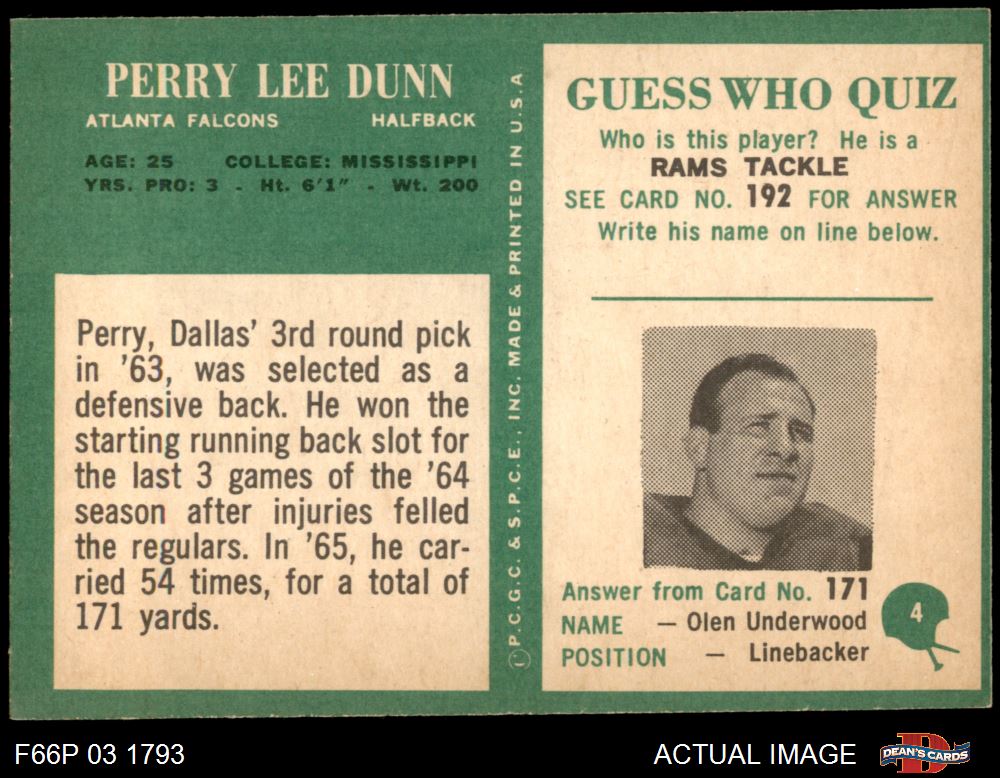 PERRY LEE DUNN
ATLANTA FALCONS HALFBACK
AGE: 25 COLLEGE: MISSISSIPPI
YRS. PRO: 3 - Ht. 6'1" - Wt. 200
Perry, Dallas' 3rd round pick
in '63, was selected as a
defensive back. He won the
starting running back slot for
the last 3 games of the '64
season after injuries felled
the regulars. In '65, he car-
ried 54 times, for a total of
171 yards.
©P.C.G.C. & S.P.C.E., INC. MADE & PRINTED IN U.S.A.
GUESS WHO QUIZ
Who is this player? He is a
RAMS TACKLE
SEE CARD NO. 192 FOR ANSWER
Write his name on line below.
Answer from Card No. 171
NAME — Olen Underwood
POSITION — Linebacker
4
F66P 03 1793
ACTUAL IMAGE
D
DEAN'S CARDS